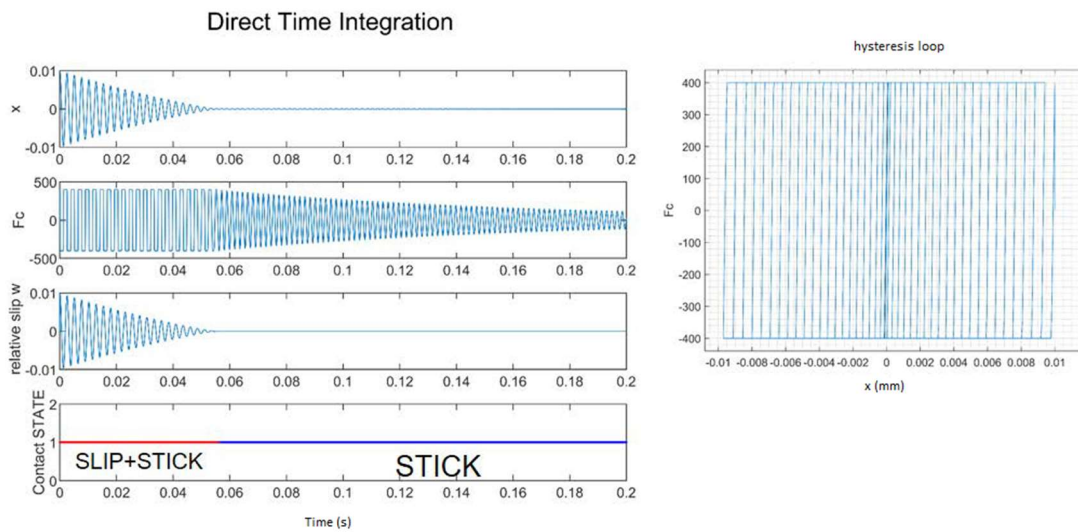 Direct Time Integration
0.01
0
-0.01
x
0 0.02 0.04 0.06 0.08 0.1 0.12 0.14 0.16 0.18 0.2
500
0
-500
Fc
0 0.02 0.04 0.06 0.08 0.1 0.12 0.14 0.16 0.18 0.2
0.01
0
-0.01
relative slip w
0 0.02 0.04 0.06 0.08 0.1 0.12 0.14 0.16 0.18 0.2
2
1
0
Contact STATE
SLIP+STICK STICK
0 0.02 0.04 0.06 0.08 0.1 0.12 0.14 0.16 0.18 0.2
Time (s)
hysteresis loop
400
300
200
100
0
-100
-200
-300
-400
Fc
-0.01 -0.008 -0.006 -0.004 -0.002 0 0.002 0.004 0.006 0.008 0.01
x (mm)